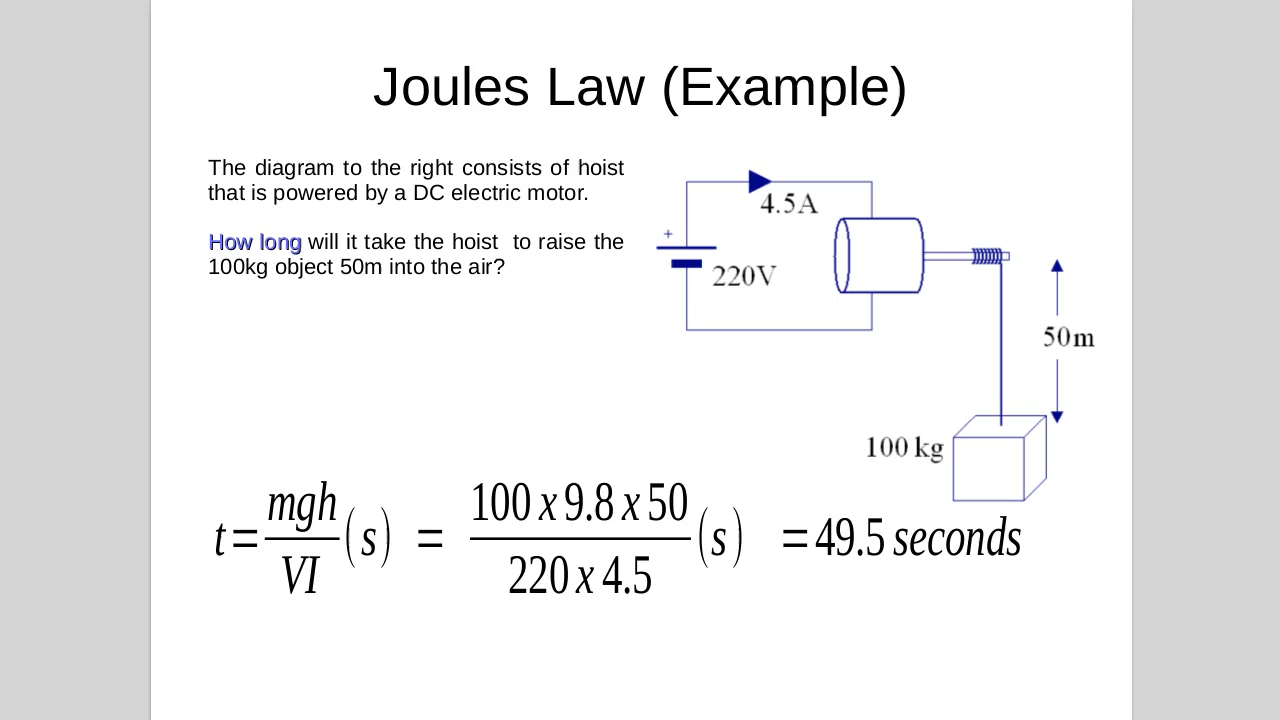 Joules Law (Example)
The diagram to the right consists of hoist
that is powered by a DC electric motor.
How long will it take the hoist to raise the
100kg object 50m into the air?
4.5A
+
220V
50m
100 kg
t = mgh / VI (s) = 100 x 9.8 x 50 / 220 x 4.5 (s) = 49.5 seconds